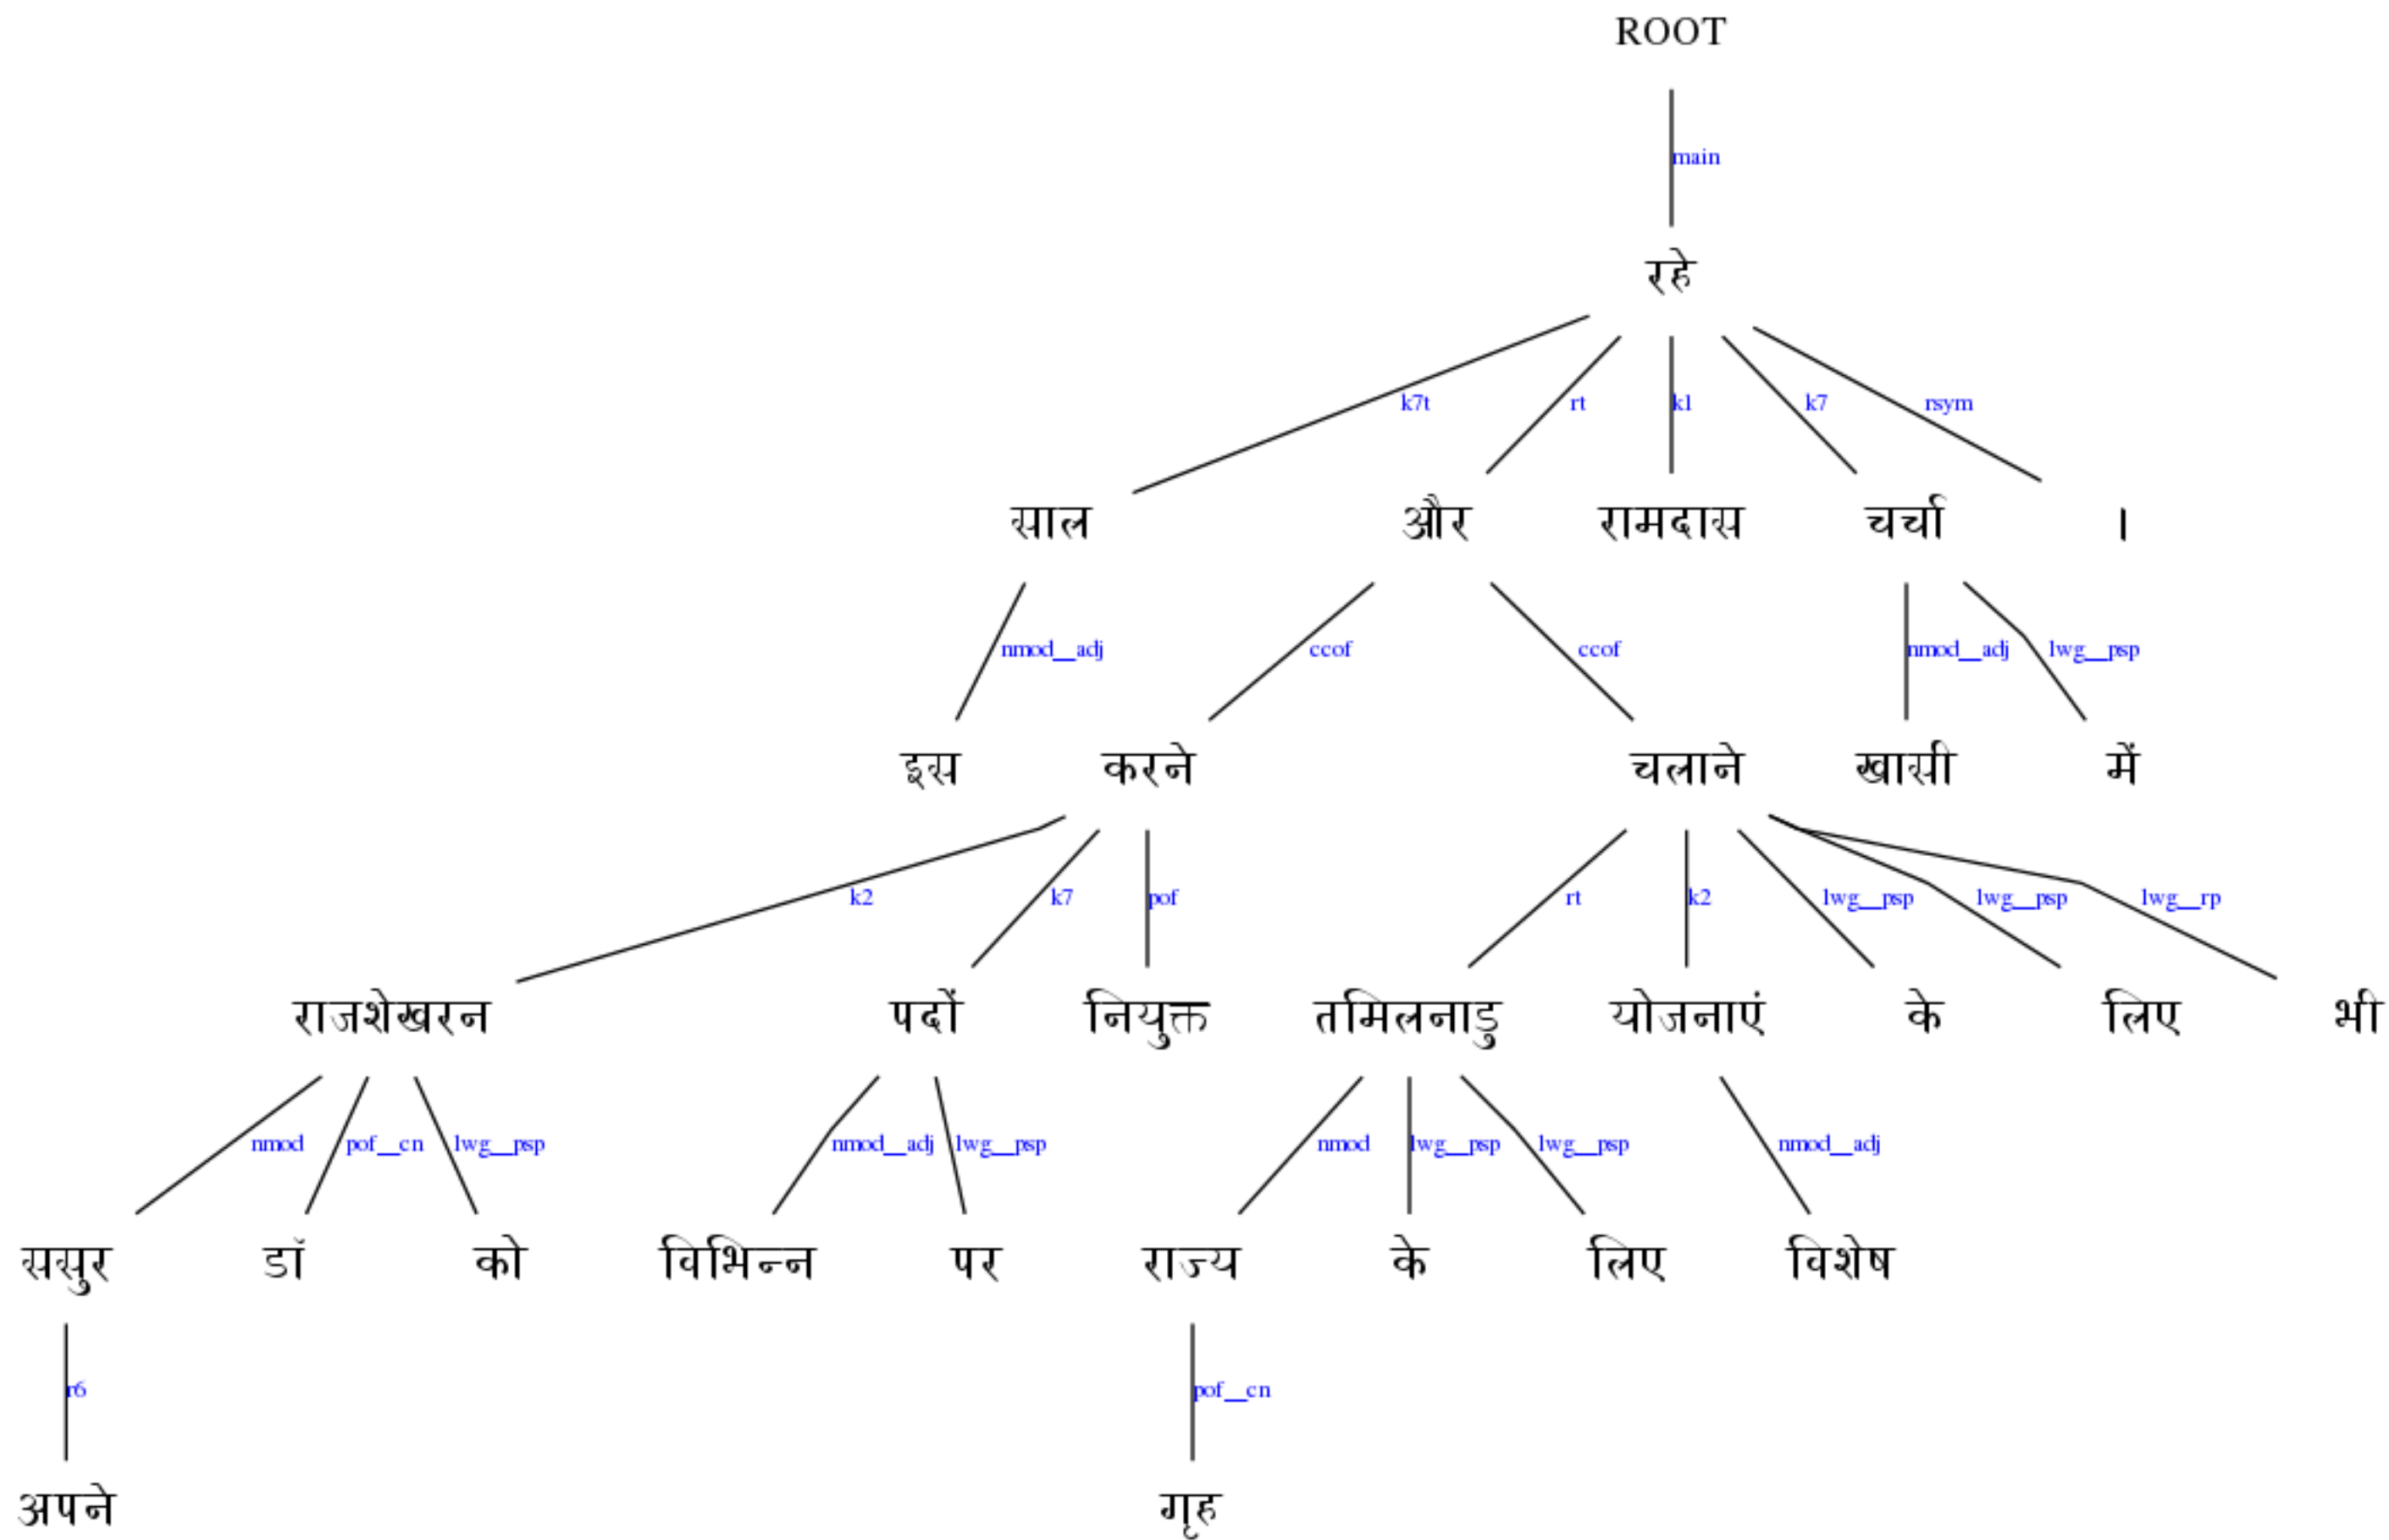 ROOT
main
रहे
k7t rt k1 k7 rsym
साल और रामदास चर्चा ।
nmod__adj ccof ccof nmod__adj lwg__psp
इस करने चलाने खासी में
k2 k7 pof rt k2 lwg__psp lwg__psp lwg__rp
राजशेखरन पदों नियुक्त तमिलनाडु योजनाएं के लिए भी
nmod pof__cn lwg__psp nmod__adj lwg__psp nmod lwg__psp lwg__psp nmod__adj
ससुर डॉ को विभिन्न पर राज्य के लिए विशेष
r6 pof__cn
अपने गृह